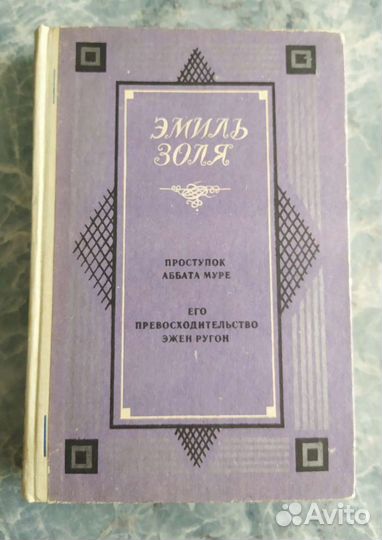 ЭМИЛЬ
ЗОЛЯ
ПРОСТУПОК
АББАТА МУРЕ
ЕГО
ПРЕВОСХОДИТЕЛЬСТВО
ЭЖЕН РУГОН
Avito